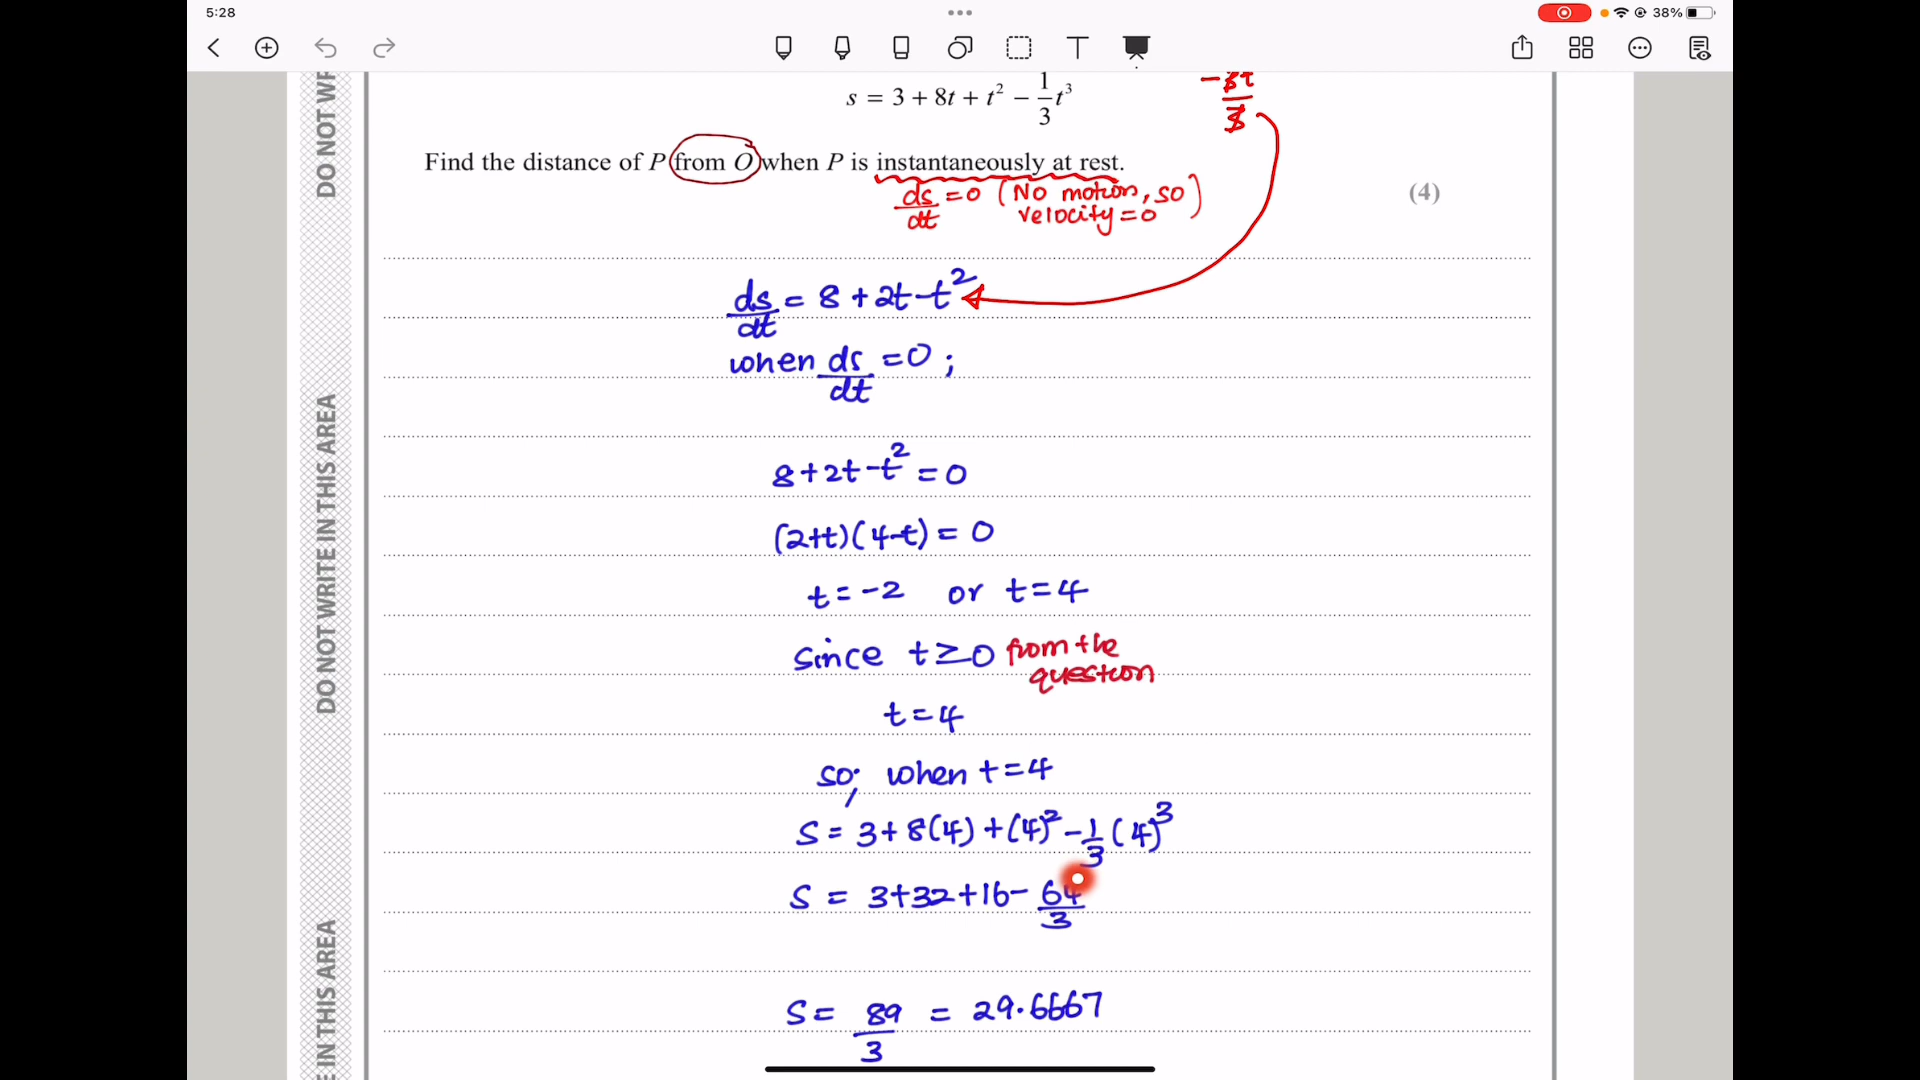 5:28
38%
DO NOT WR
s = 3 + 8t + t² − 1/3 t³
−3t
3
Find the distance of P from O when P is instantaneously at rest.
(4)
ds/dt = 0 (No motion, so velocity = 0)
ds/dt = 8 + 2t − t²
when ds/dt = 0 ;
DO NOT WRITE IN THIS AREA
8 + 2t − t² = 0
(2+t)(4−t) = 0
t = −2 or t = 4
since t ≥ 0 from the question
t = 4
so; when t = 4
S = 3 + 8(4) + (4)² − 1/3 (4)³
S = 3 + 32 + 16 − 64/3
S = 89/3 = 29.6667
E IN THIS AREA